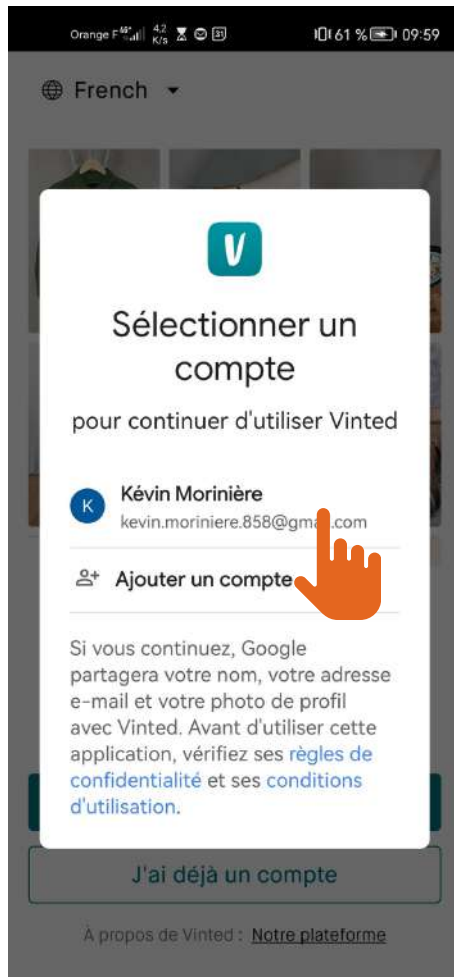 Orange F 4.2 K/s 31 61 % 09:59
French
V
Sélectionner un
compte
pour continuer d'utiliser Vinted
K Kévin Morinière
kevin.moriniere.858@gmail.com
Ajouter un compte
Si vous continuez, Google
partagera votre nom, votre adresse
e-mail et votre photo de profil
avec Vinted. Avant d'utiliser cette
application, vérifiez ses règles de
confidentialité et ses conditions
d'utilisation.
J'ai déjà un compte
À propos de Vinted : Notre plateforme